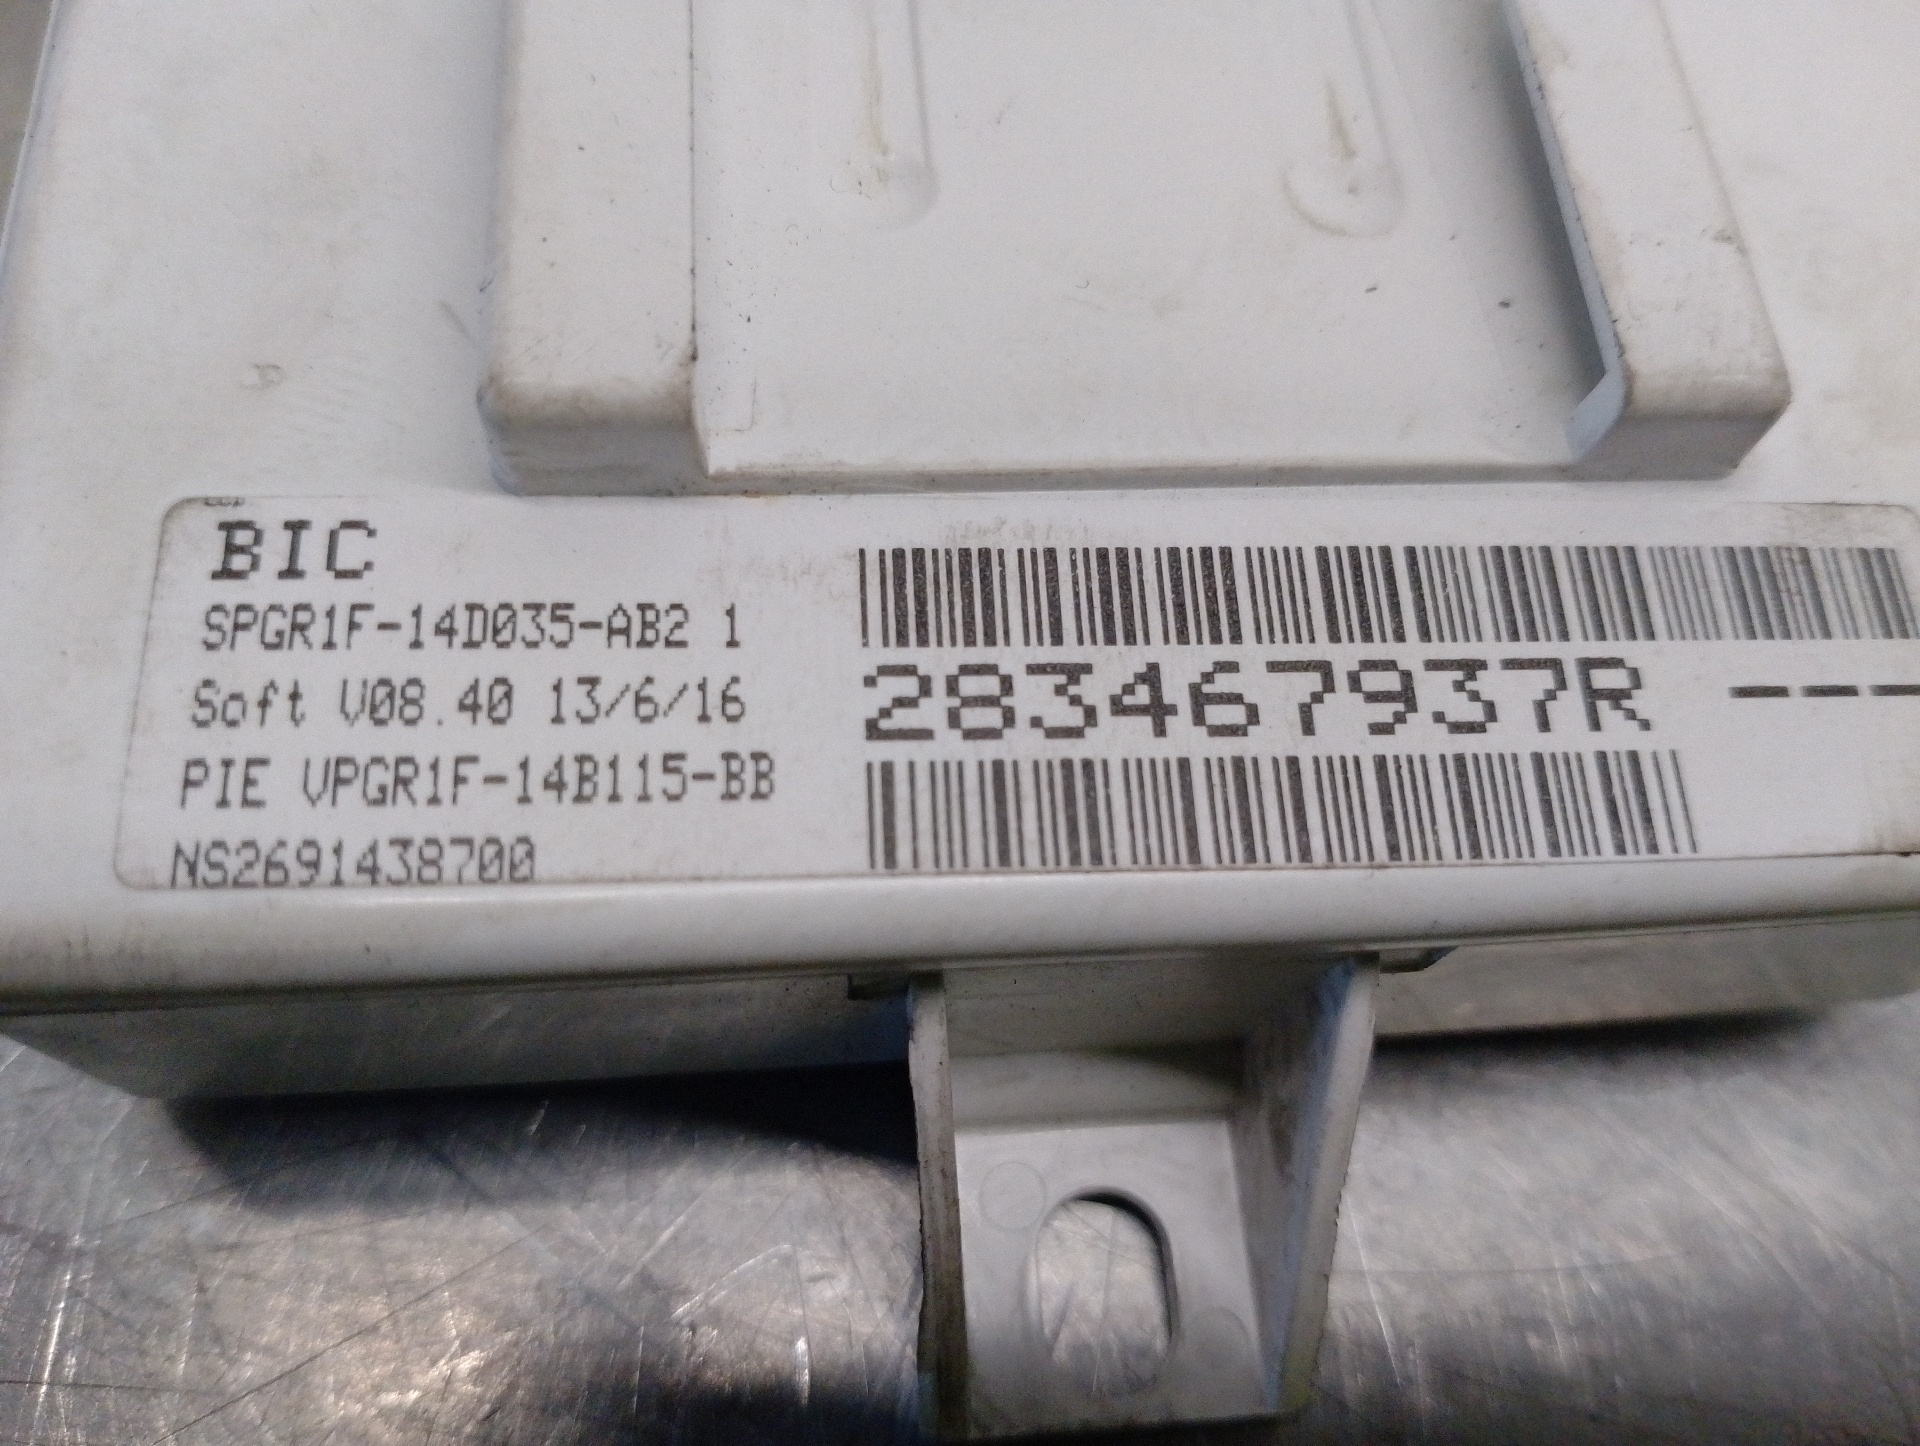 BIC
SPGR1F-14D035-AB2 1
Soft V08.40 13/6/16
PIE VPGR1F-14B115-BB
NS2691438700
283467937R ---